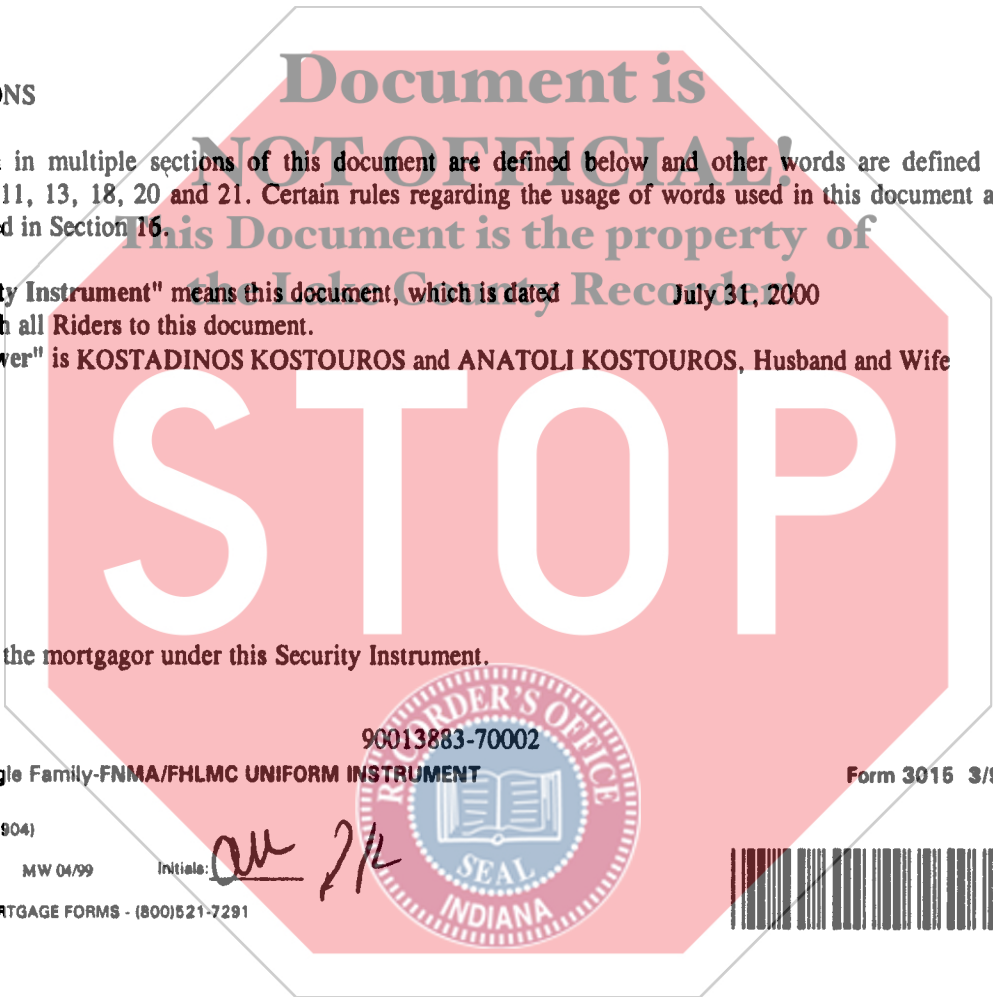 Document is
NS
NOT OFFICIAL!
in multiple sections of this document are defined below and other words are defined
11, 13, 18, 20 and 21. Certain rules regarding the usage of words used in this document a
d in Section 16.
This Document is the property of
the Lake County Recorder!
ty Instrument" means this document, which is dated July 31, 2000
h all Riders to this document.
wer" is KOSTADINOS KOSTOUROS and ANATOLI KOSTOUROS, Husband and Wife
STOP
the mortgagor under this Security Instrument.
90013883-70002
gle Family-FNMA/FHLMC UNIFORM INSTRUMENT
Form 3015 3/9
904)
MW 04/99
Initials:
RTGAGE FORMS - (800)521-7291
RECORDER'S OFFICE
SEAL
INDIANA